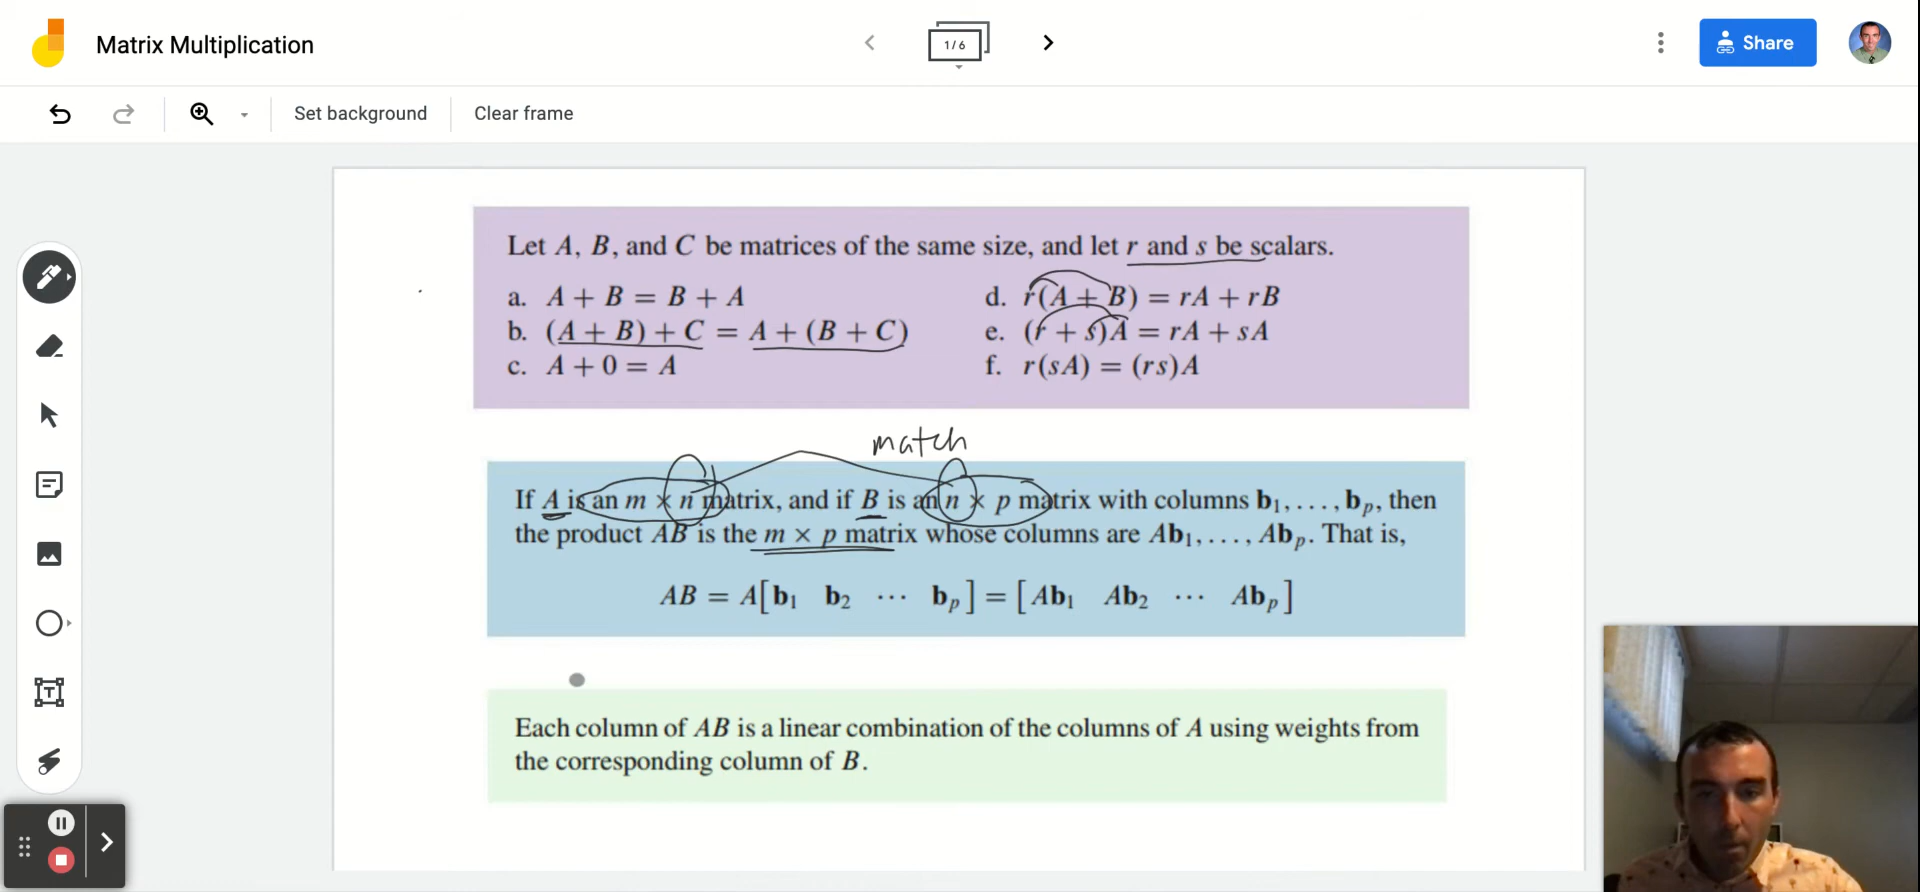 Matrix Multiplication
1/6
Share
Set background
Clear frame
Let A, B, and C be matrices of the same size, and let r and s be scalars.
a. A + B = B + A
b. (A + B) + C = A + (B + C)
c. A + 0 = A
d. r(A + B) = rA + rB
e. (r + s)A = rA + sA
f. r(sA) = (rs)A
match
If A is an m × n matrix, and if B is an n × p matrix with columns b₁, . . . , bₚ, then
the product AB is the m × p matrix whose columns are Ab₁, . . . , Abₚ. That is,
AB = A[b₁ b₂ ⋯ bₚ] = [Ab₁ Ab₂ ⋯ Abₚ]
Each column of AB is a linear combination of the columns of A using weights from
the corresponding column of B.